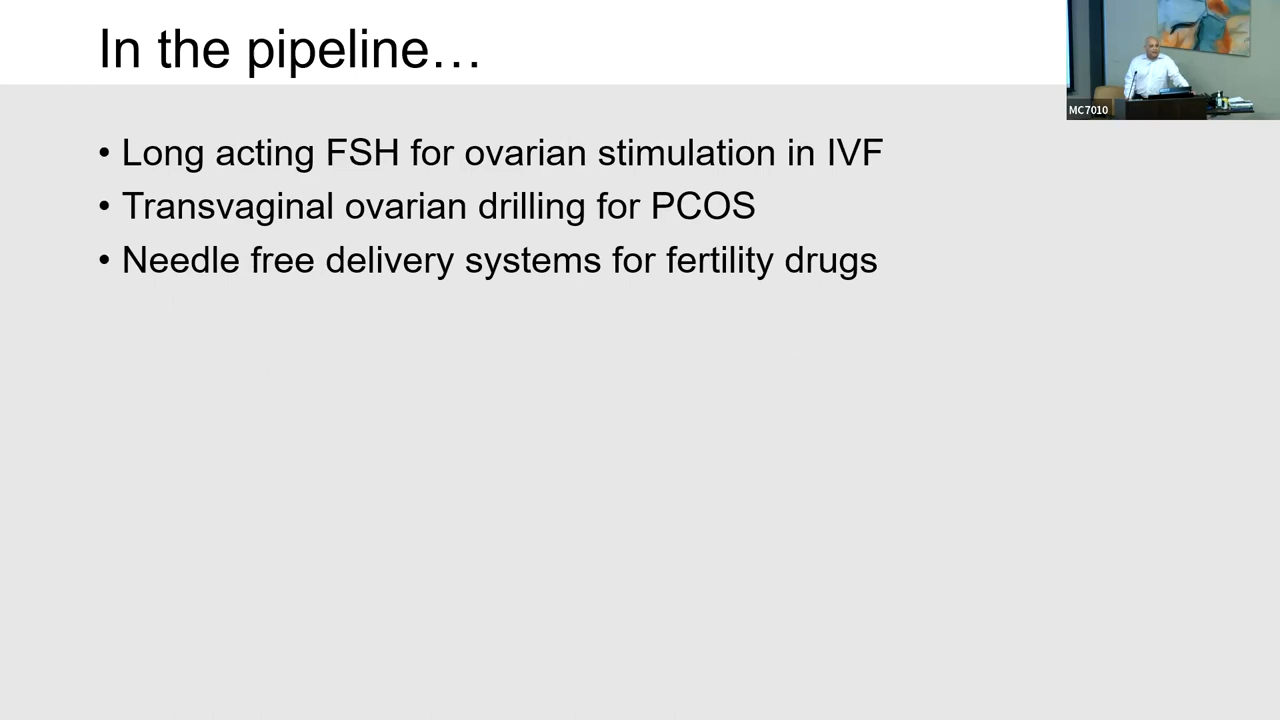 In the pipeline…
• Long acting FSH for ovarian stimulation in IVF
• Transvaginal ovarian drilling for PCOS
• Needle free delivery systems for fertility drugs
MC7010